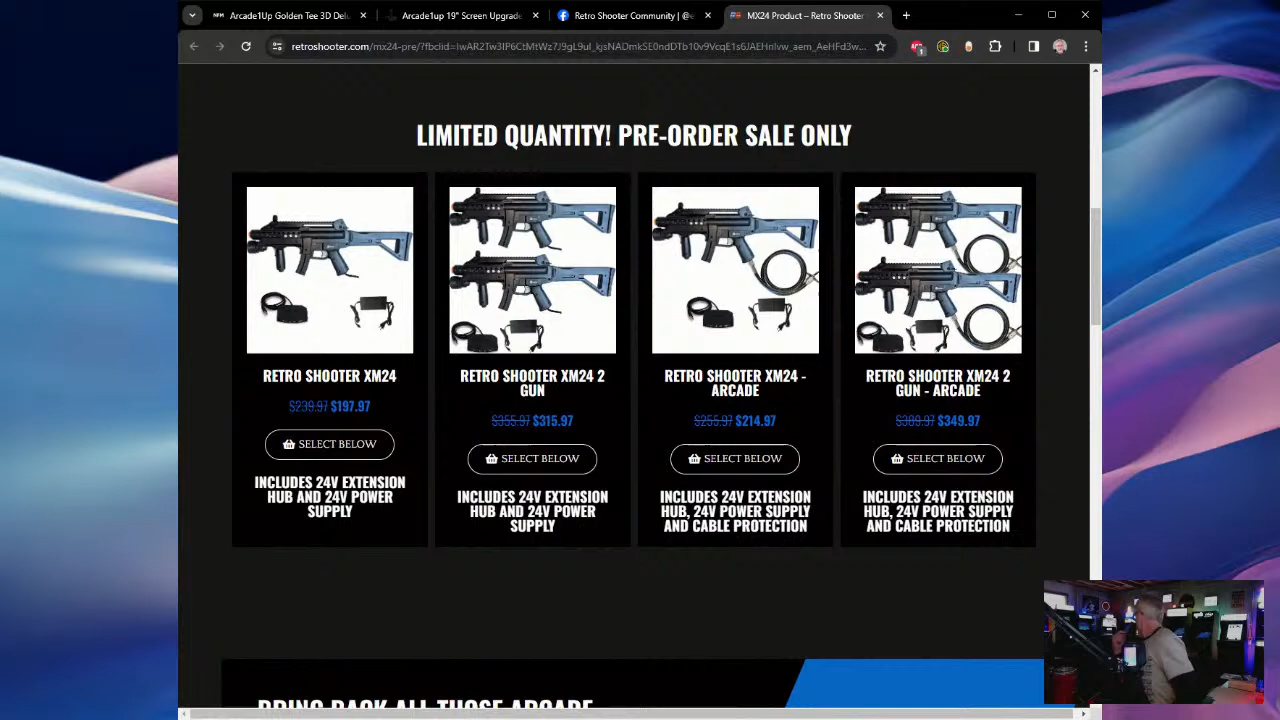 Arcade1Up Golden Tee 3D Del
Arcade1up 19" Screen Upgrade
Retro Shooter Community | @
MX24 Product – Retro Shooter
retroshooter.com/mx24-pre/?fbclid=
LIMITED QUANTITY! PRE-ORDER SALE ONLY
RETRO SHOOTER XM24
$239.97 $197.97
SELECT BELOW
INCLUDES 24V EXTENSION
HUB AND 24V POWER
SUPPLY
RETRO SHOOTER XM24 2
GUN
$355.97 $315.97
SELECT BELOW
INCLUDES 24V EXTENSION
HUB AND 24V POWER
SUPPLY
RETRO SHOOTER XM24 -
ARCADE
$255.97 $214.97
SELECT BELOW
INCLUDES 24V EXTENSION
HUB, 24V POWER SUPPLY
AND CABLE PROTECTION
RETRO SHOOTER XM24 2
GUN - ARCADE
$389.97 $349.97
SELECT BELOW
INCLUDES 24V EXTENSION
HUB, 24V POWER SUPPLY
AND CABLE PROTECTION
BRING BACK ALL THOSE ARCADE